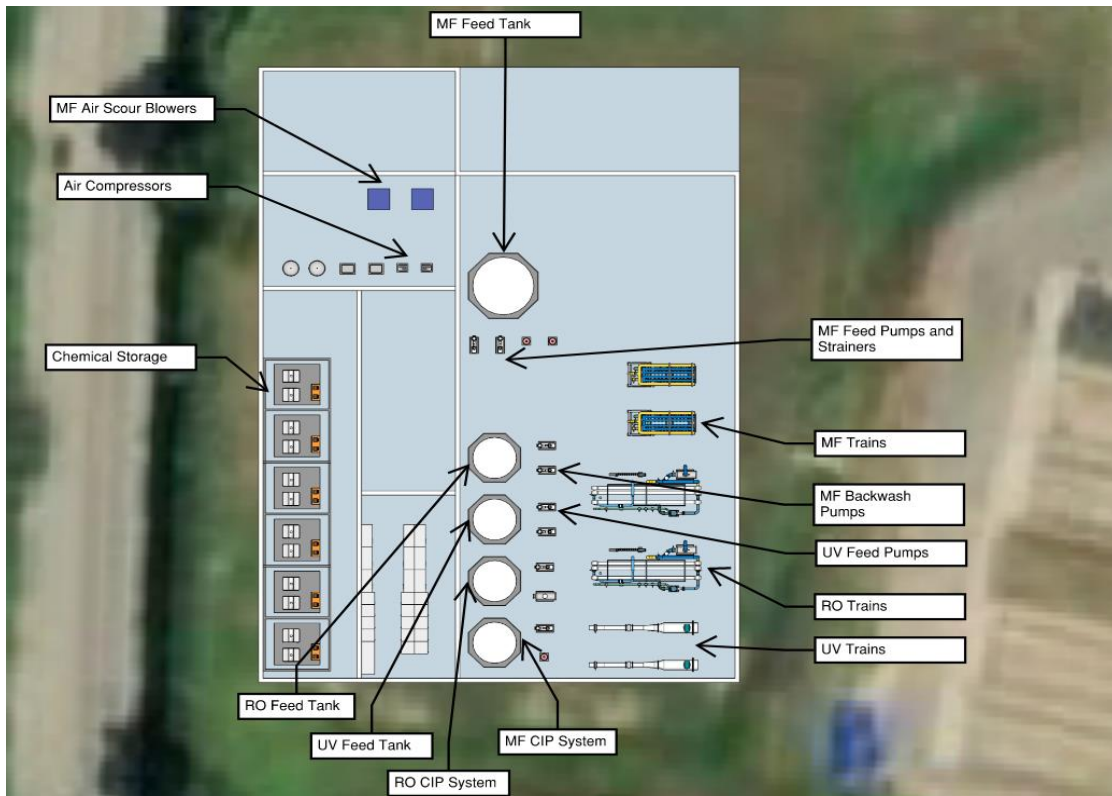 MF Feed Tank
MF Air Scour Blowers
Air Compressors
MF Feed Pumps and
Strainers
Chemical Storage
MF Trains
MF Backwash
Pumps
UV Feed Pumps
RO Trains
UV Trains
RO Feed Tank
UV Feed Tank
MF CIP System
RO CIP System